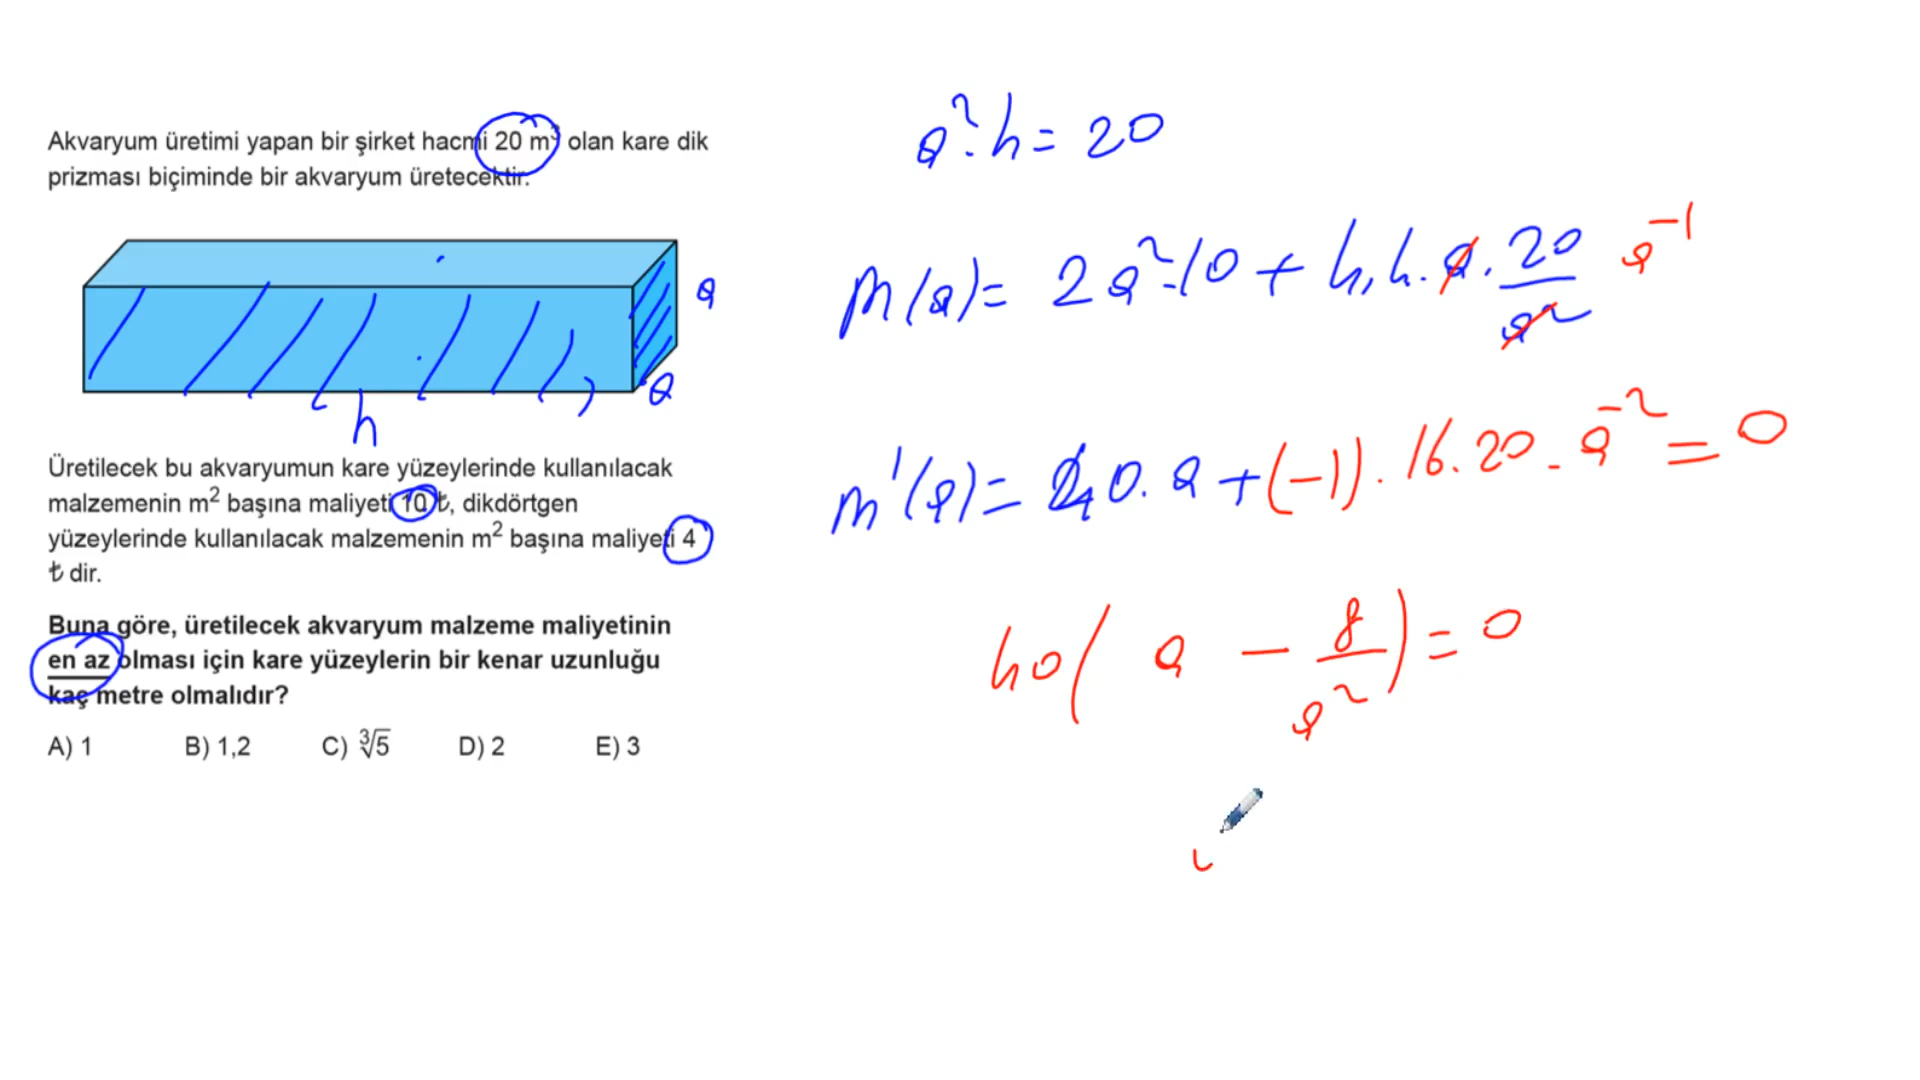 Akvaryum üretimi yapan bir şirket hacmi 20 m³ olan kare dik
prizması biçiminde bir akvaryum üretecektir.
a
a
h
Üretilecek bu akvaryumun kare yüzeylerinde kullanılacak
malzemenin m² başına maliyeti 10 ₺, dikdörtgen
yüzeylerinde kullanılacak malzemenin m² başına maliyeti 4
₺ dir.
Buna göre, üretilecek akvaryum malzeme maliyetinin
en az olması için kare yüzeylerin bir kenar uzunluğu
kaç metre olmalıdır?
A) 1 B) 1,2 C) ∛5 D) 2 E) 3
a².h = 20
M(a) = 2a².10 + 4.4.a.20/a² a⁻¹
m'(a) = 40.a + (-1).16.20.a⁻² = 0
40(a - 8/a²) = 0